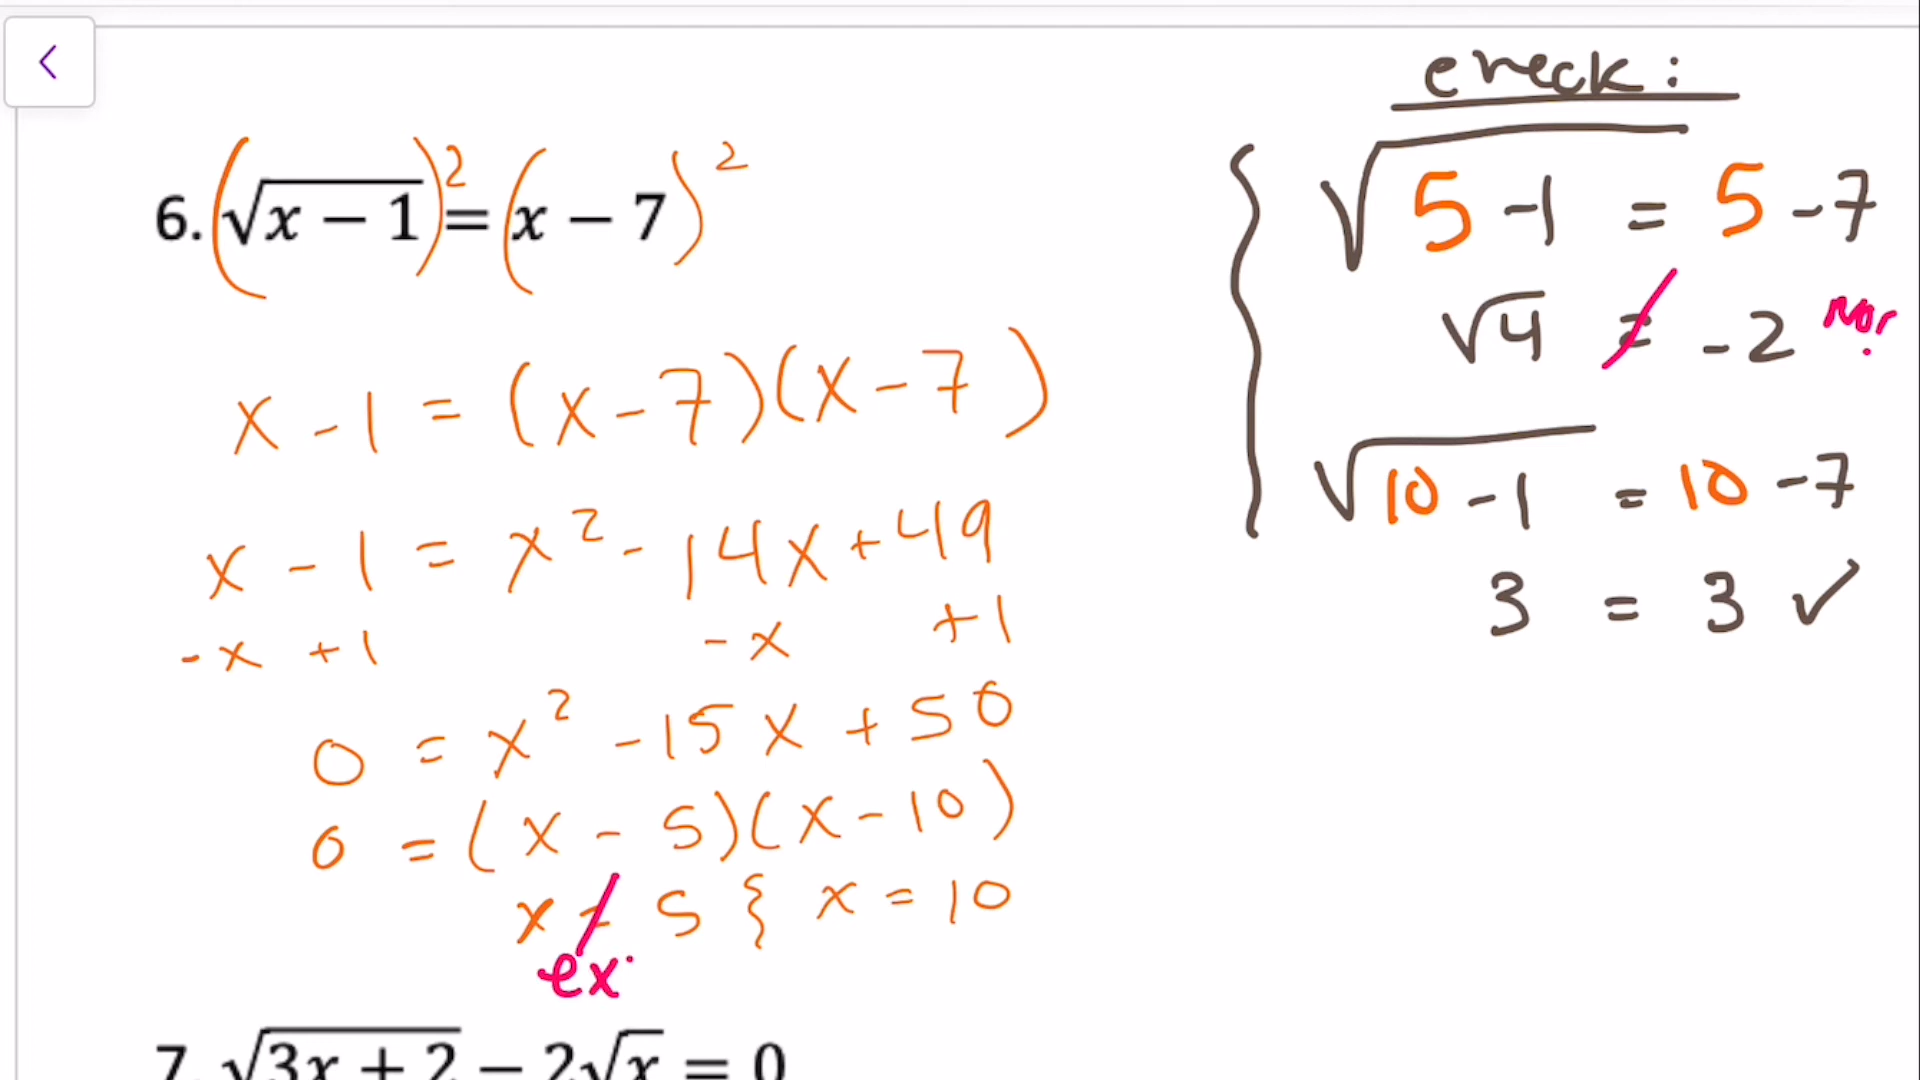 6. (√x − 1)² = (x − 7)²
x - 1 = (x - 7)(x - 7)
x - 1 = x² - 14x + 49
-x +1 -x +1
0 = x² - 15x + 50
0 = (x - 5)(x - 10)
x ≠ 5 { x = 10
ex.
7. √3x + 2 − 2√x = 0
check:
√5 - 1 = 5 - 7
√4 ≠ -2
√10 - 1 = 10 - 7
3 = 3 ✓